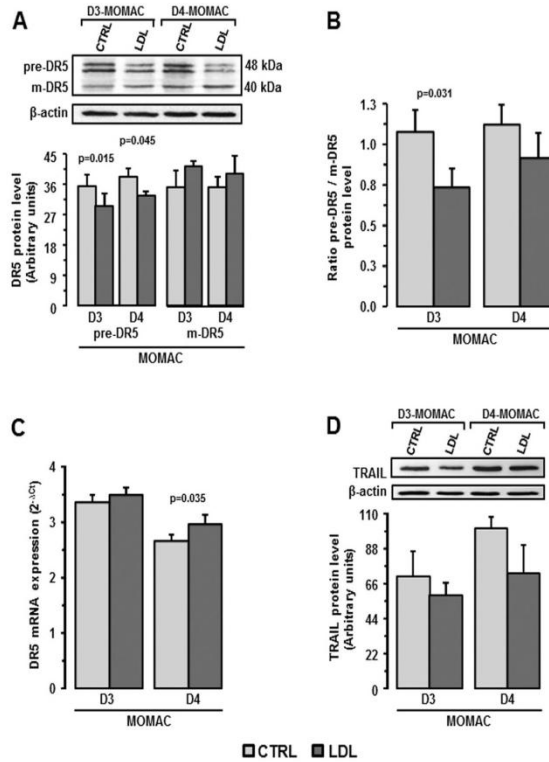 A
D3-MOMAC D4-MOMAC
CTRL LDL CTRL LDL
pre-DR5 48 kDa
m-DR5 40 kDa
β-actin
p=0.045
p=0.015
DR5 protein level
(Arbitrary units)
45
36
27
18
9
0
D3 D4 D3 D4
pre-DR5 m-DR5
MOMAC
B
p=0.031
Ratio pre-DR5 / m-DR5
protein level
1.3
1.0
0.8
0.5
1.3
0.0
D3 D4
MOMAC
C
p=0.035
DR5 mRNA expression (2-ΔCt)
4
3
2
1
0
D3 D4
MOMAC
D
D3-MOMAC D4-MOMAC
CTRL LDL CTRL LDL
TRAIL
β-actin
TRAIL protein level
(Arbitrary units)
110
88
66
44
22
0
D3 D4
MOMAC
CTRL LDL